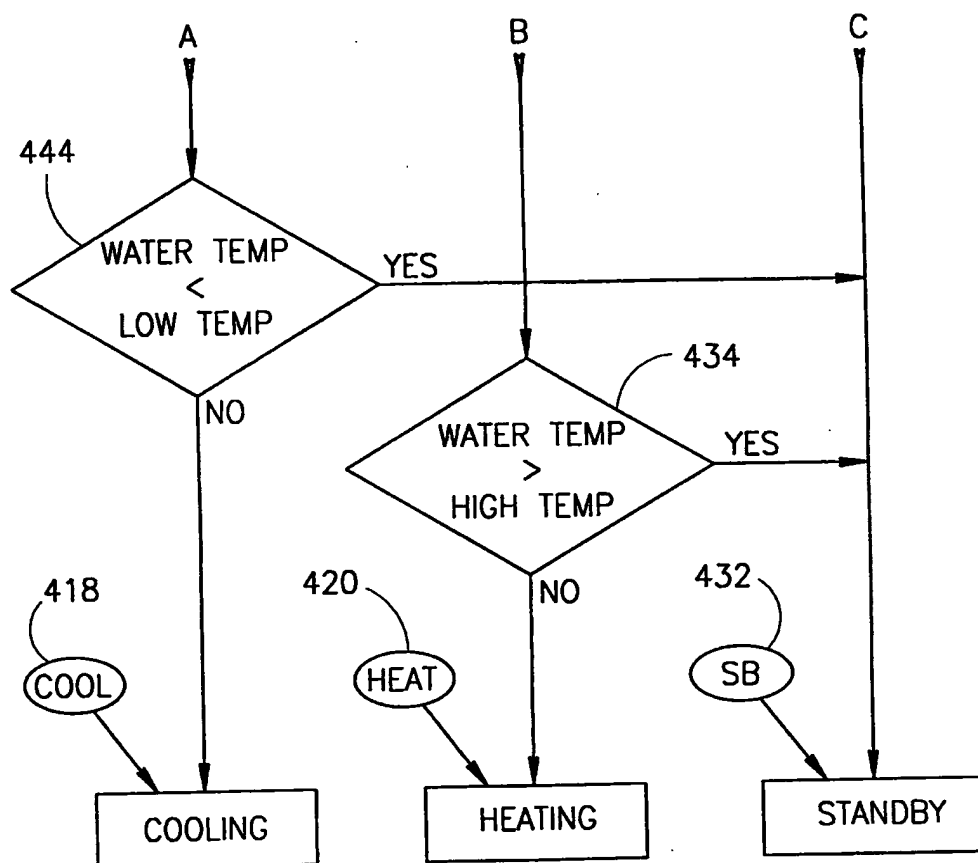 A
B
C
444
WATER TEMP
<
LOW TEMP
YES
NO
434
WATER TEMP
>
HIGH TEMP
YES
NO
418
COOL
420
HEAT
432
SB
COOLING
HEATING
STANDBY